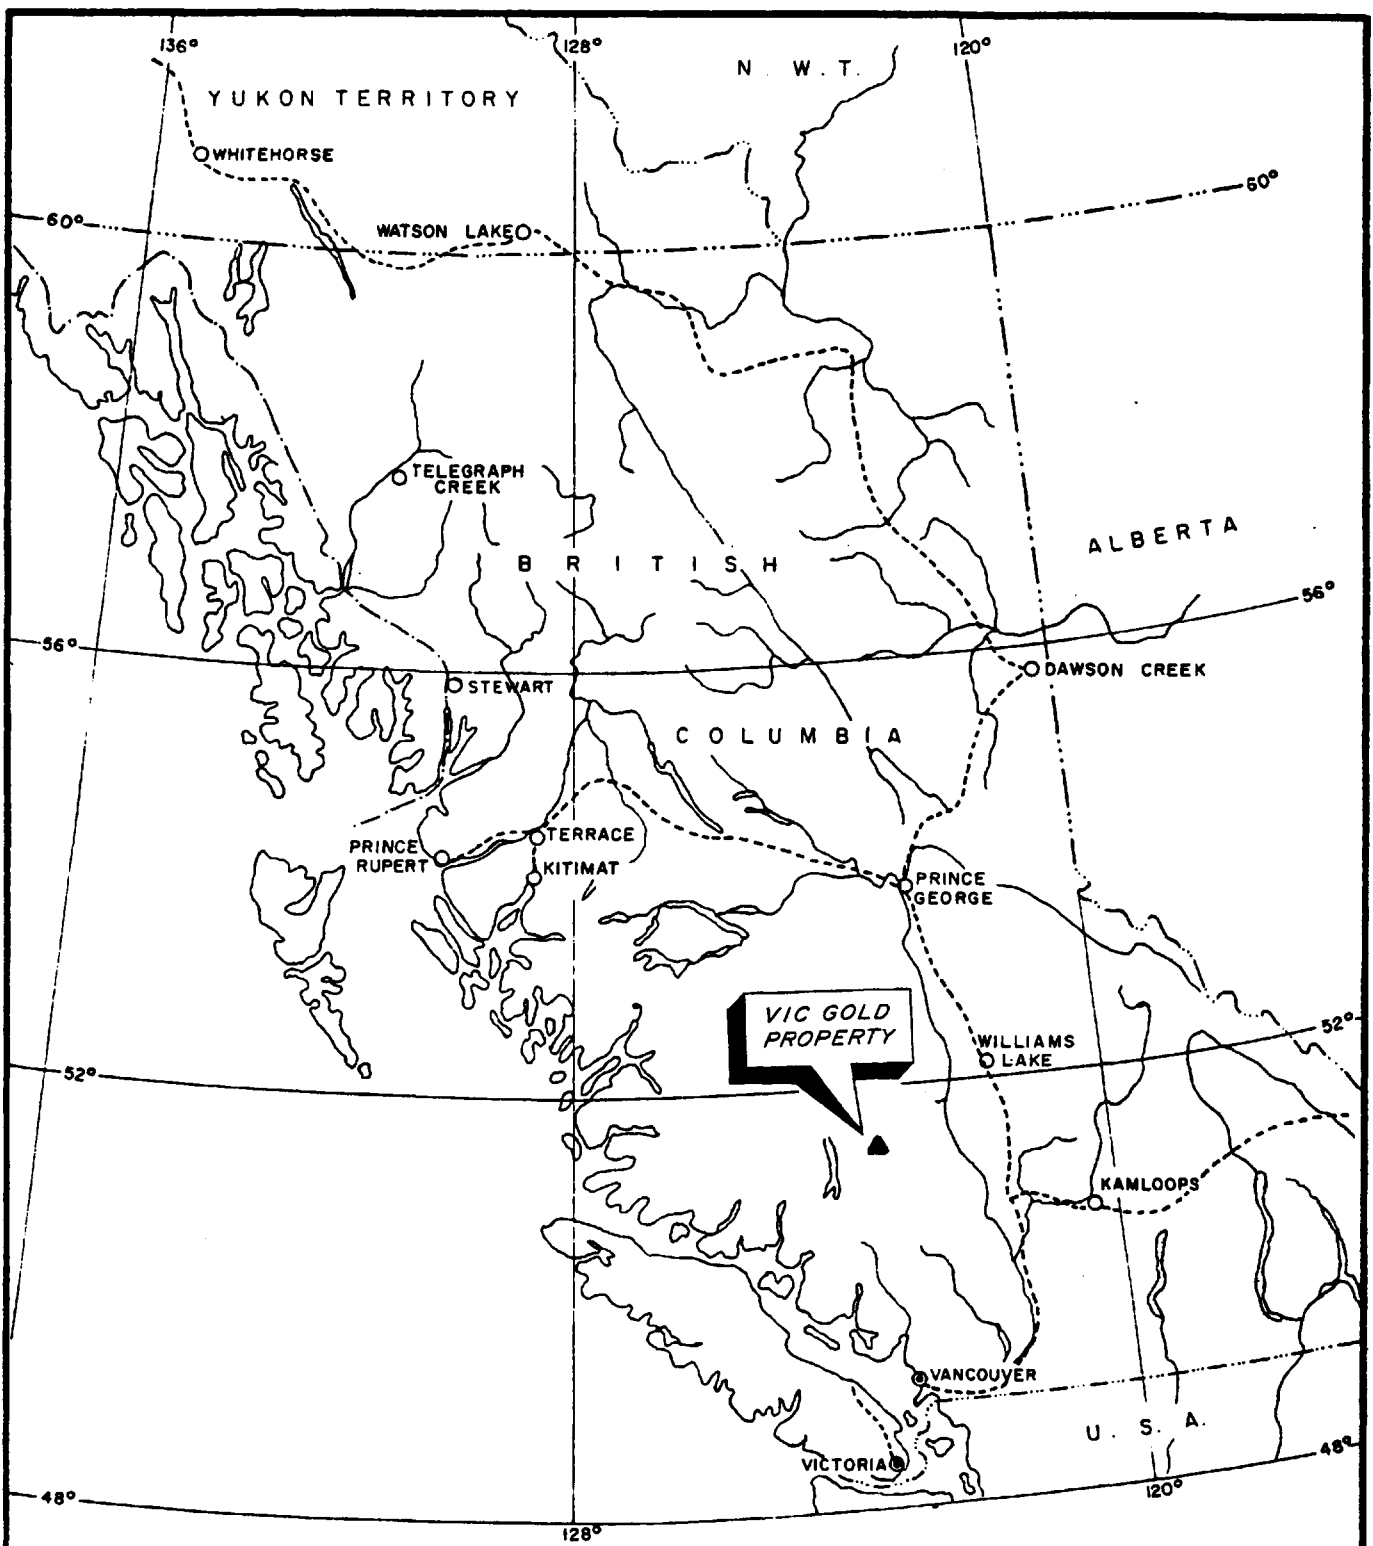 136°
128°
120°
N. W. T.
YUKON TERRITORY
WHITEHORSE
60°
60°
WATSON LAKE
TELEGRAPH
CREEK
ALBERTA
BRITISH
56°
56°
DAWSON CREEK
STEWART
COLUMBIA
TERRACE
PRINCE
RUPERT
KITIMAT
PRINCE
GEORGE
VIC GOLD
PROPERTY
52°
WILLIAMS
LAKE
52°
KAMLOOPS
VANCOUVER
U. S. A.
48°
VICTORIA
120°
48°
128°